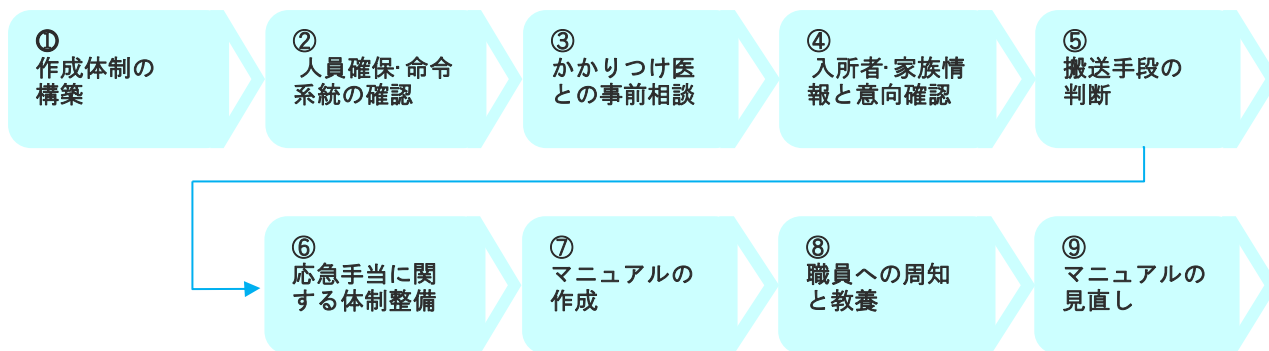 ①
作成体制の
構築
②
人員確保・命令
系統の確認
③
かかりつけ医
との事前相談
④
入所者・家族情
報と意向確認
⑤
搬送手段の
判断
⑥
応急手当に関
する体制整備
⑦
マニュアルの
作成
⑧
職員への周知
と教養
⑨
マニュアルの
見直し